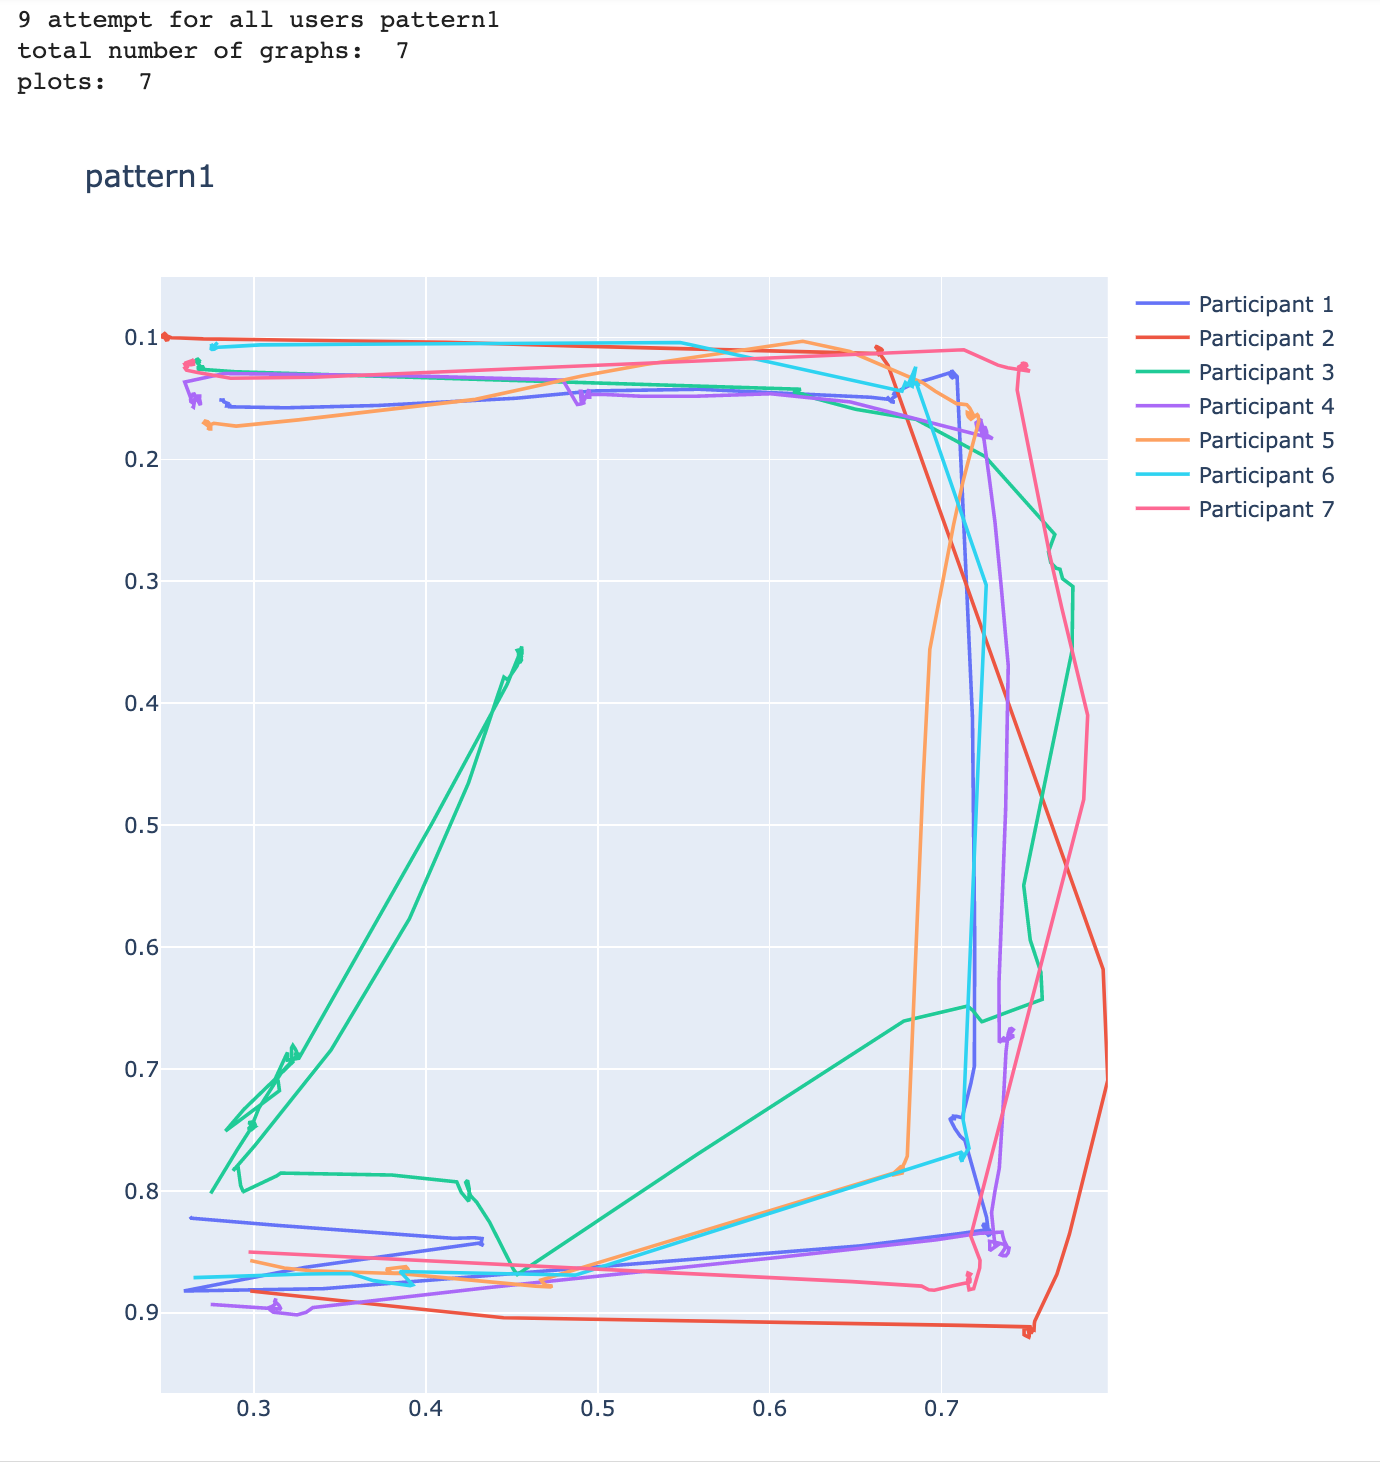 9 attempt for all users pattern1
total number of graphs:  7
plots:  7
pattern1
Participant 1
Participant 2
Participant 3
Participant 4
Participant 5
Participant 6
Participant 7
0.1
0.2
0.3
0.4
0.5
0.6
0.7
0.8
0.9
0.3 0.4 0.5 0.6 0.7